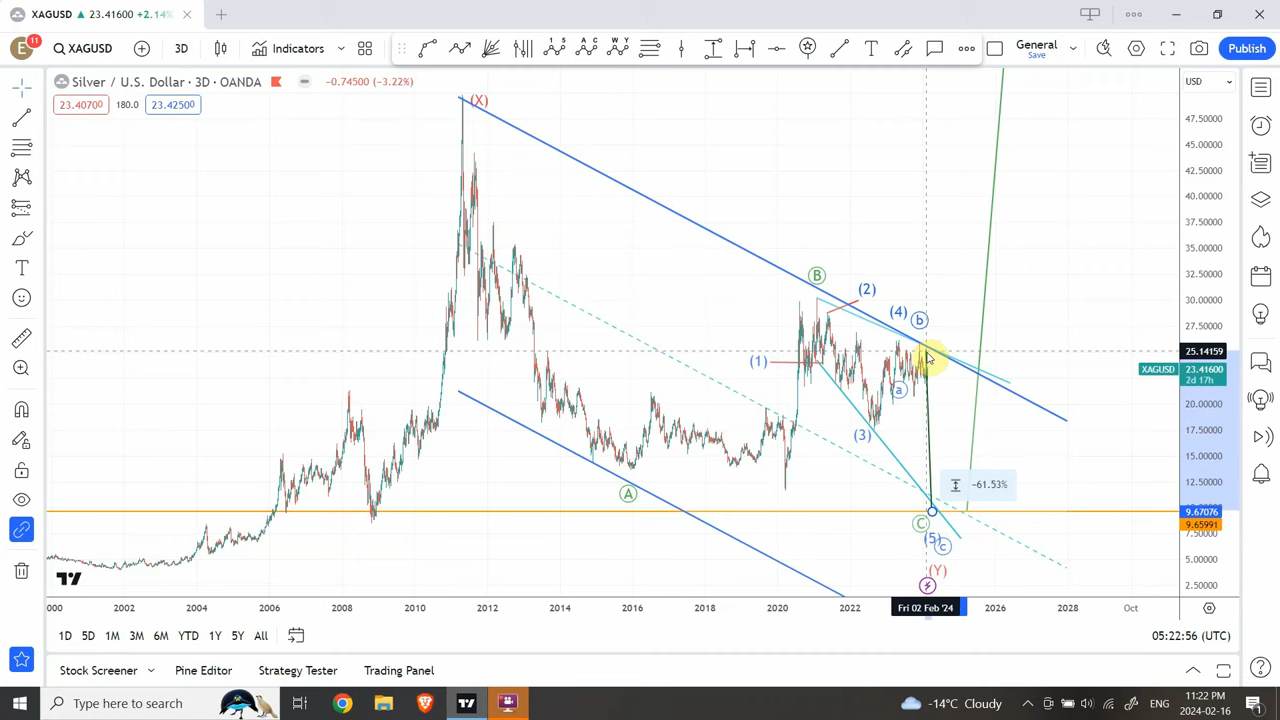 XAGUSD ▲ 23.41600 +2.14%
E 11 XAGUSD 3D Indicators General Save Publish
Silver / U.S. Dollar · 3D · OANDA −0.74500 (−3.22%)
USD
23.40700 180.0 23.42500
(X)
47.50000
45.00000
42.50000
40.00000
37.50000
35.00000
32.50000
30.00000
27.50000
25.14159
XAGUSD 23.41600
2d 17h
20.00000
17.50000
15.00000
12.50000
9.67076
9.65991
7.50000
5.00000
2.50000
B
(2)
(4)
b
(1)
a
(3)
A
−61.53%
C
(5)
c
(Y)
2002 2004 2006 2008 2010 2012 2014 2016 2018 2020 2022 Fri 02 Feb '24 2026 2028 Oct
1D 5D 1M 3M 6M YTD 1Y 5Y All
05:22:56 (UTC)
Stock Screener Pine Editor Strategy Tester Trading Panel
Type here to search
-14°C Cloudy
ENG
11:22 PM
2024-02-16